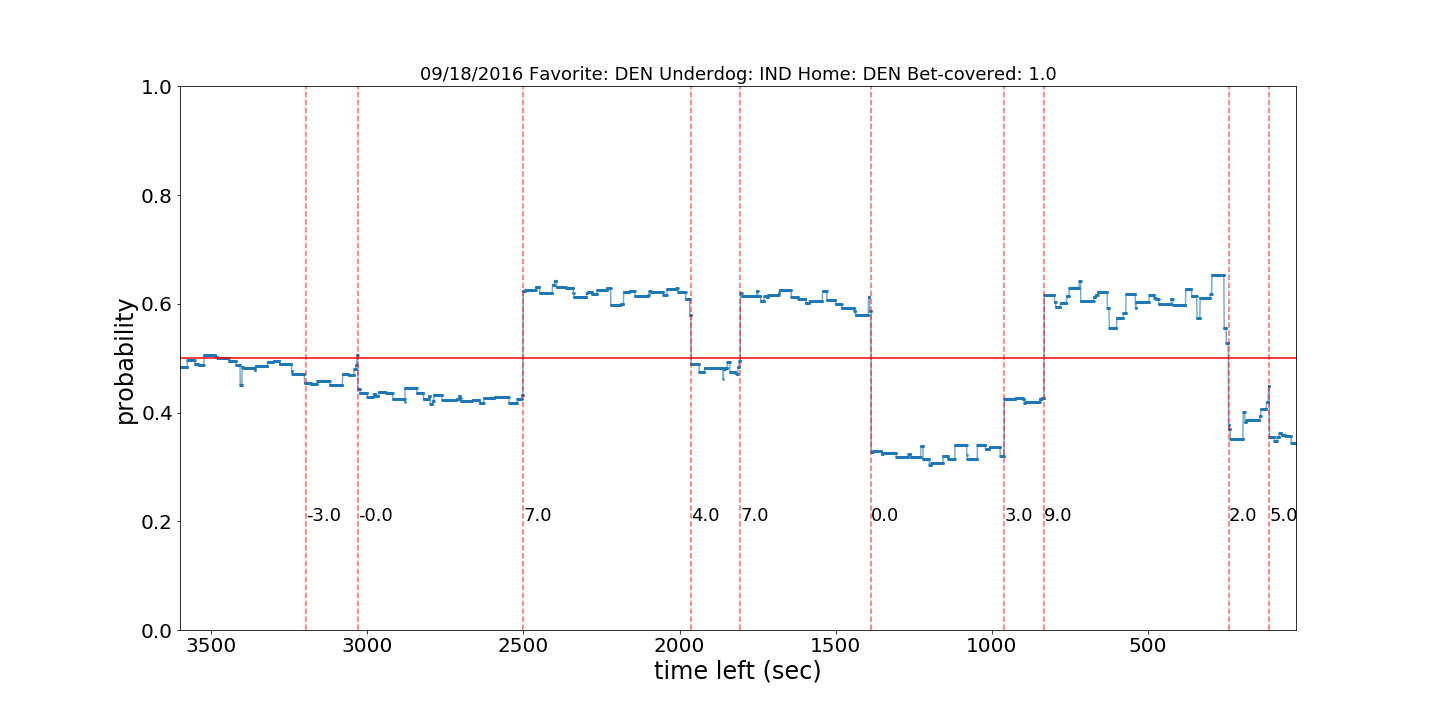 09/18/2016 Favorite: DEN Underdog: IND Home: DEN Bet-covered: 1.0
1.0
0.8
0.6
0.4
0.2
0.0
probability
-3.0 -0.0 7.0 4.0 7.0 0.0 3.0 9.0 2.0 5.0
3500 3000 2500 2000 1500 1000 500
time left (sec)